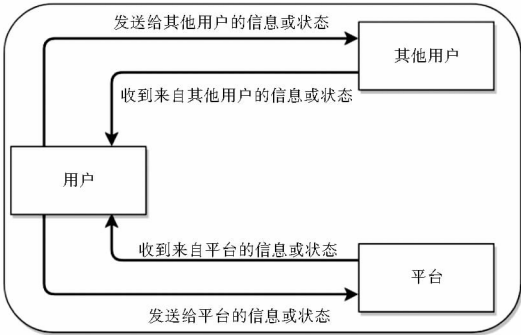 发送给其他用户的信息或状态
其他用户
收到来自其他用户的信息或状态
用户
收到来自平台的信息或状态
平台
发送给平台的信息或状态